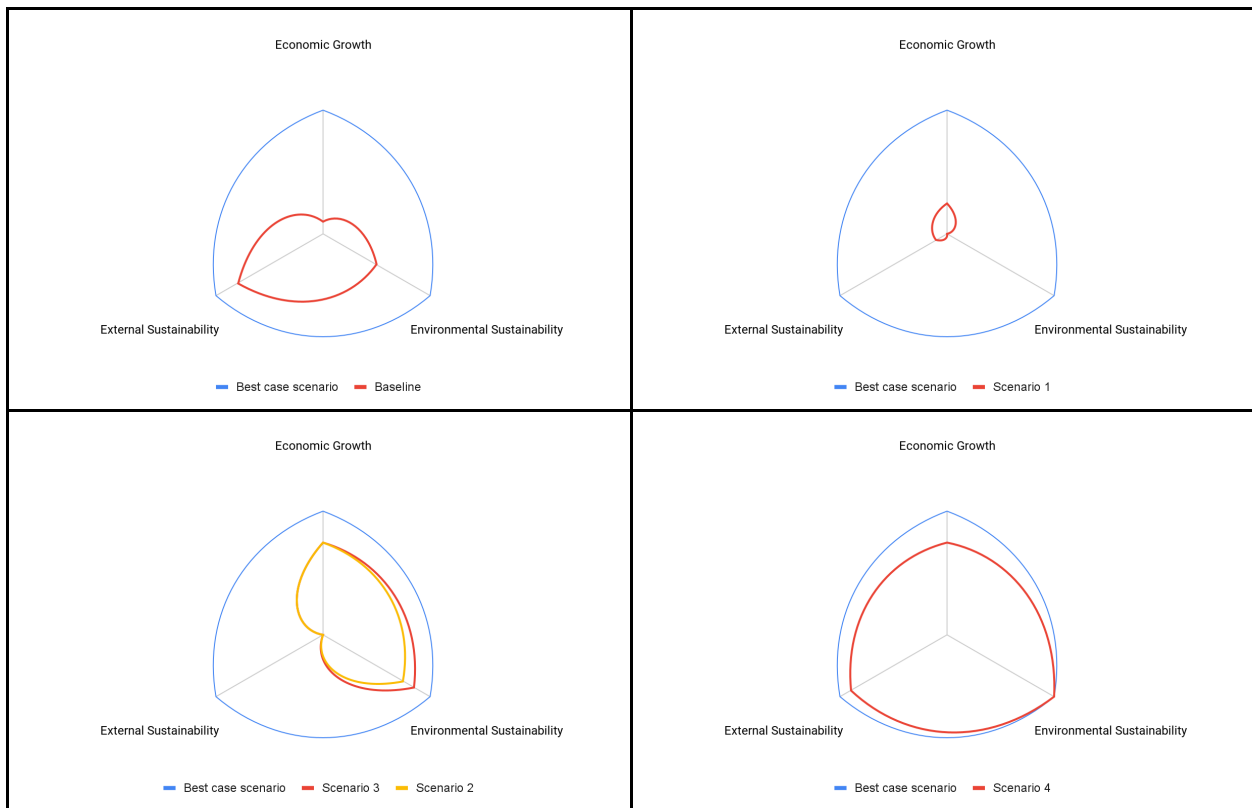 Economic Growth
External Sustainability
Environmental Sustainability
Best case scenario
Baseline
Economic Growth
External Sustainability
Environmental Sustainability
Best case scenario
Scenario 1
Economic Growth
External Sustainability
Environmental Sustainability
Best case scenario
Scenario 3
Scenario 2
Economic Growth
External Sustainability
Environmental Sustainability
Best case scenario
Scenario 4